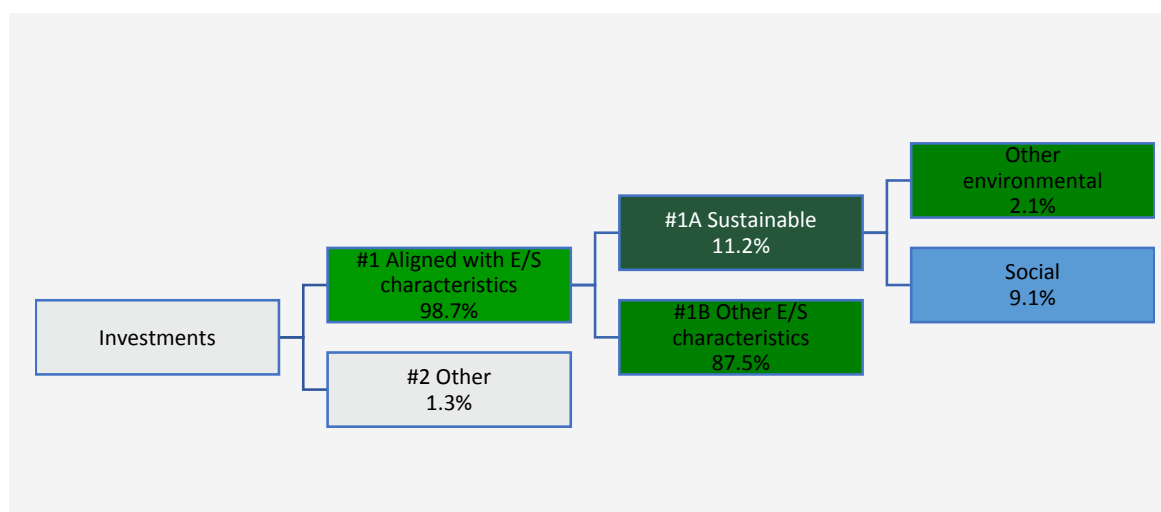 Investments
#1 Aligned with E/S
characteristics
98.7%
#2 Other
1.3%
#1A Sustainable
11.2%
#1B Other E/S
characteristics
87.5%
Other
environmental
2.1%
Social
9.1%